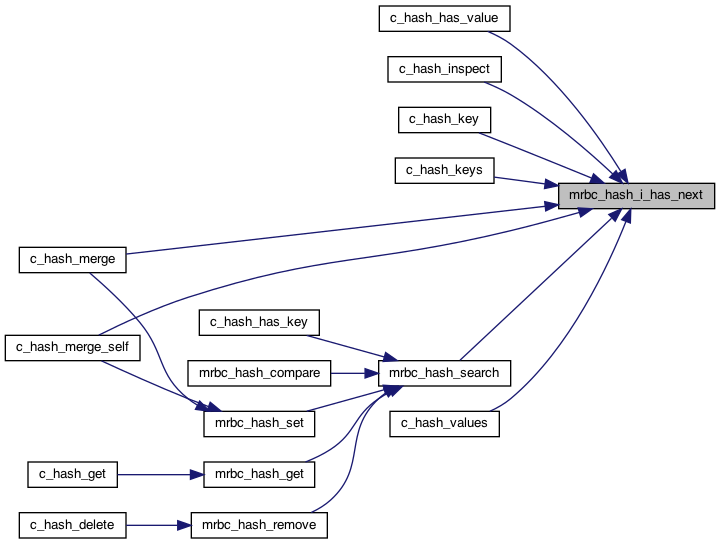 c_hash_has_value
c_hash_inspect
c_hash_key
c_hash_keys
mrbc_hash_i_has_next
c_hash_merge
c_hash_has_key
c_hash_merge_self
mrbc_hash_compare
mrbc_hash_search
mrbc_hash_set
c_hash_values
c_hash_get
mrbc_hash_get
c_hash_delete
mrbc_hash_remove